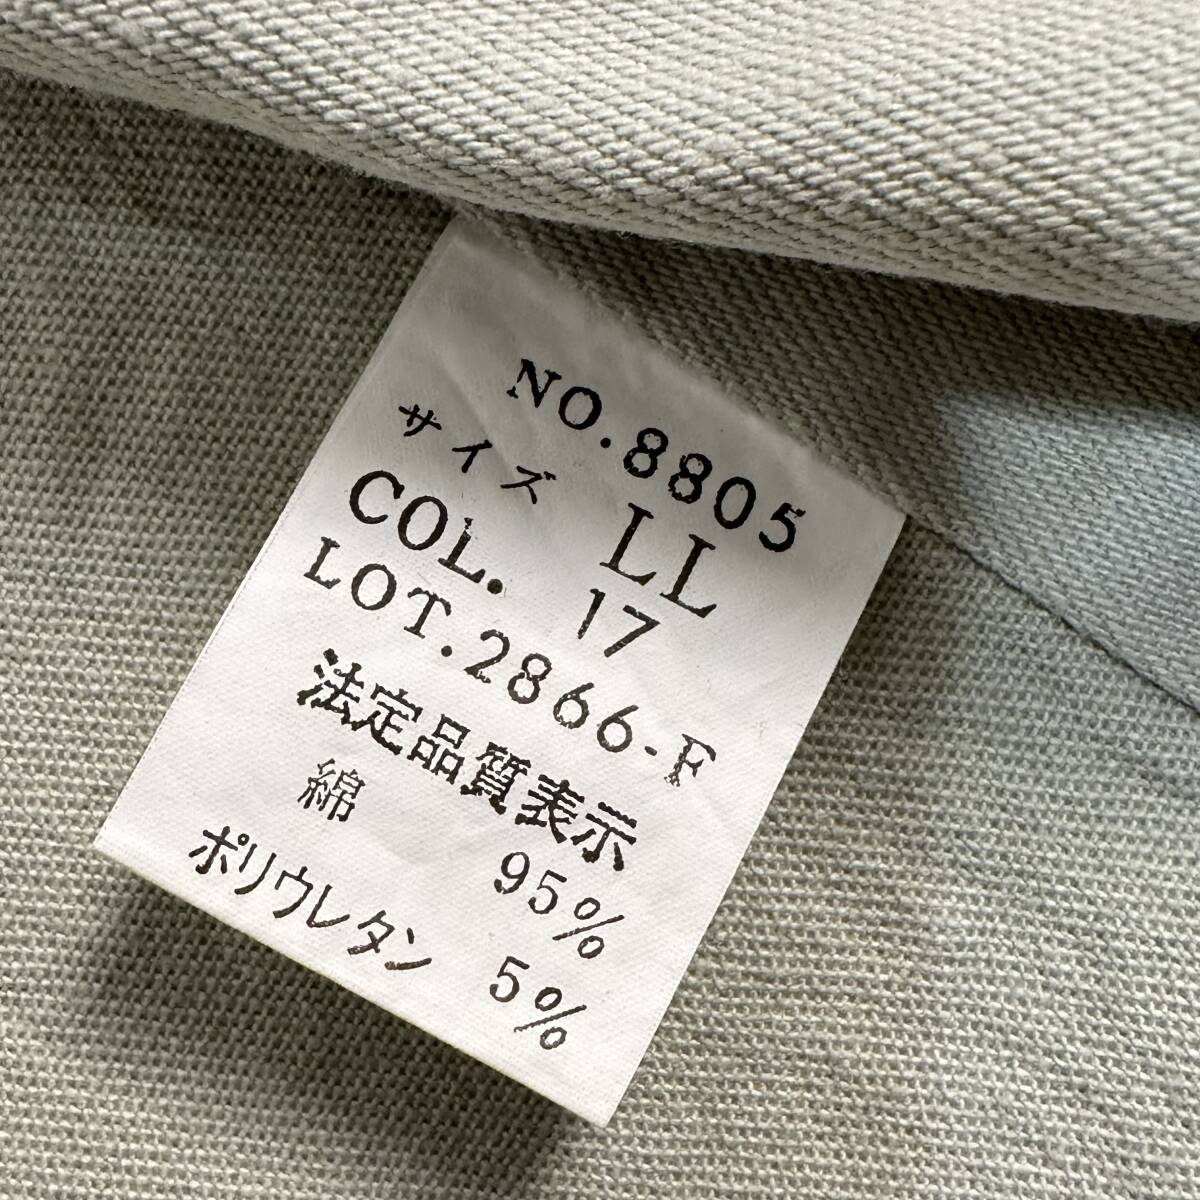 NO.8805
サイズ LL
COL. 17
LOT.2866-F
法定品質表示
綿 95%
ポリウレタン 5%